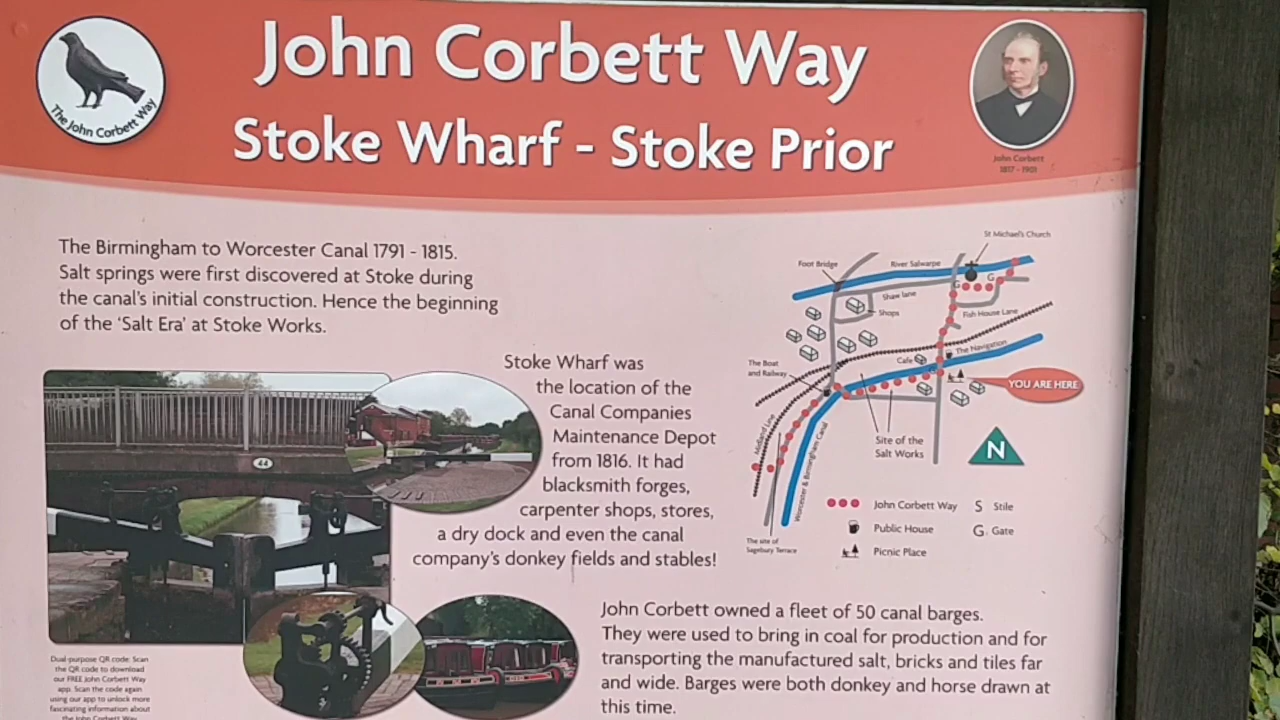 The John Corbett Way
John Corbett Way
Stoke Wharf - Stoke Prior
John Corbett
1817 - 1901
The Birmingham to Worcester Canal 1791 - 1815.
Salt springs were first discovered at Stoke during
the canal's initial construction. Hence the beginning
of the 'Salt Era' at Stoke Works.
Stoke Wharf was
the location of the
Canal Companies
Maintenance Depot
from 1816. It had
blacksmith forges,
carpenter shops, stores,
a dry dock and even the canal
company's donkey fields and stables!
44
St Michael's Church
Foot Bridge
River Salwarpe
G
G
Shaw lane
Shops
Fish House Lane
The Navigation
Cafe
The Boat
and Railway
YOU ARE HERE
Midland Line
Worcester & Birmingham Canal
Site of the
Salt Works
N
The site of
Sagebury Terrace
John Corbett Way
S Stile
Public House
G Gate
Picnic Place
John Corbett owned a fleet of 50 canal barges.
They were used to bring in coal for production and for
transporting the manufactured salt, bricks and tiles far
and wide. Barges were both donkey and horse drawn at
this time.
Dual-purpose QR code: Scan
the QR code to download
our FREE John Corbett Way
app. Scan the code again
using our app to unlock more
fascinating information about
the John Corbett Way